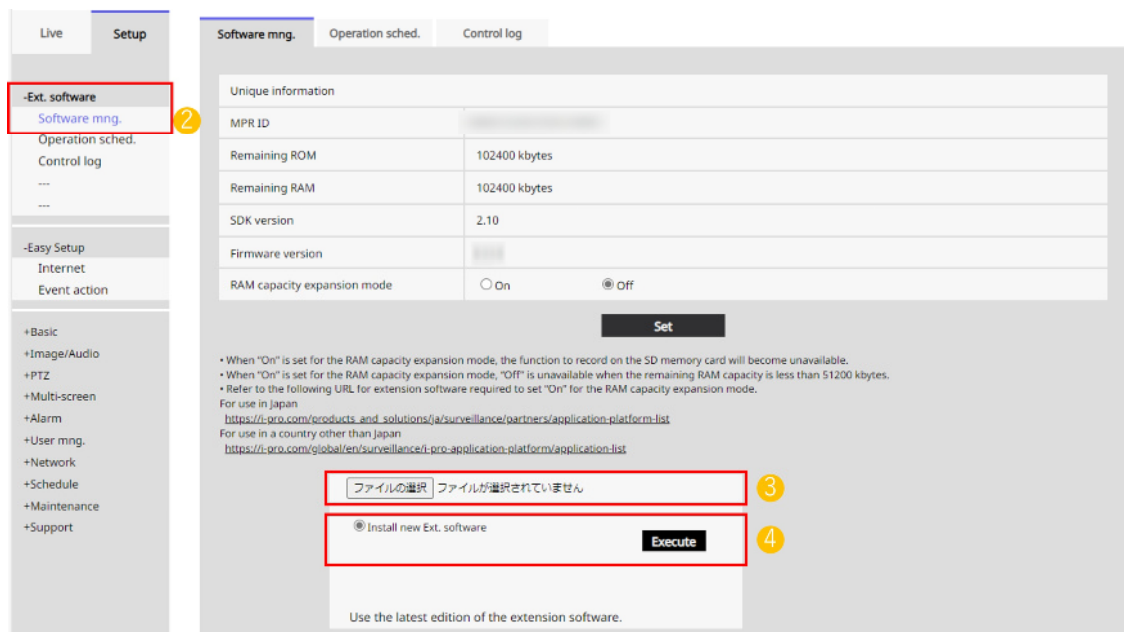 Live
Setup
-Ext. software
Software mng.
2
Operation sched.
Control log
---
---
-Easy Setup
Internet
Event action
+Basic
+Image/Audio
+PTZ
+Multi-screen
+Alarm
+User mng.
+Network
+Schedule
+Maintenance
+Support
Software mng.
Operation sched.
Control log
Unique information
MPR ID
Remaining ROM 102400 kbytes
Remaining RAM 102400 kbytes
SDK version 2.10
Firmware version
RAM capacity expansion mode On Off
Set
• When "On" is set for the RAM capacity expansion mode, the function to record on the SD memory card will become unavailable.
• When "On" is set for the RAM capacity expansion mode, "Off" is unavailable when the remaining RAM capacity is less than 51200 kbytes.
• Refer to the following URL for extension software required to set "On" for the RAM capacity expansion mode.
For use in Japan
https://i-pro.com/products_and_solutions/ja/surveillance/partners/application-platform-list
For use in a country other than Japan
https://i-pro.com/global/en/surveillance/i-pro-application-platform/application-list
ファイルの選択 ファイルが選択されていません
3
Install new Ext. software
Execute
4
Use the latest edition of the extension software.